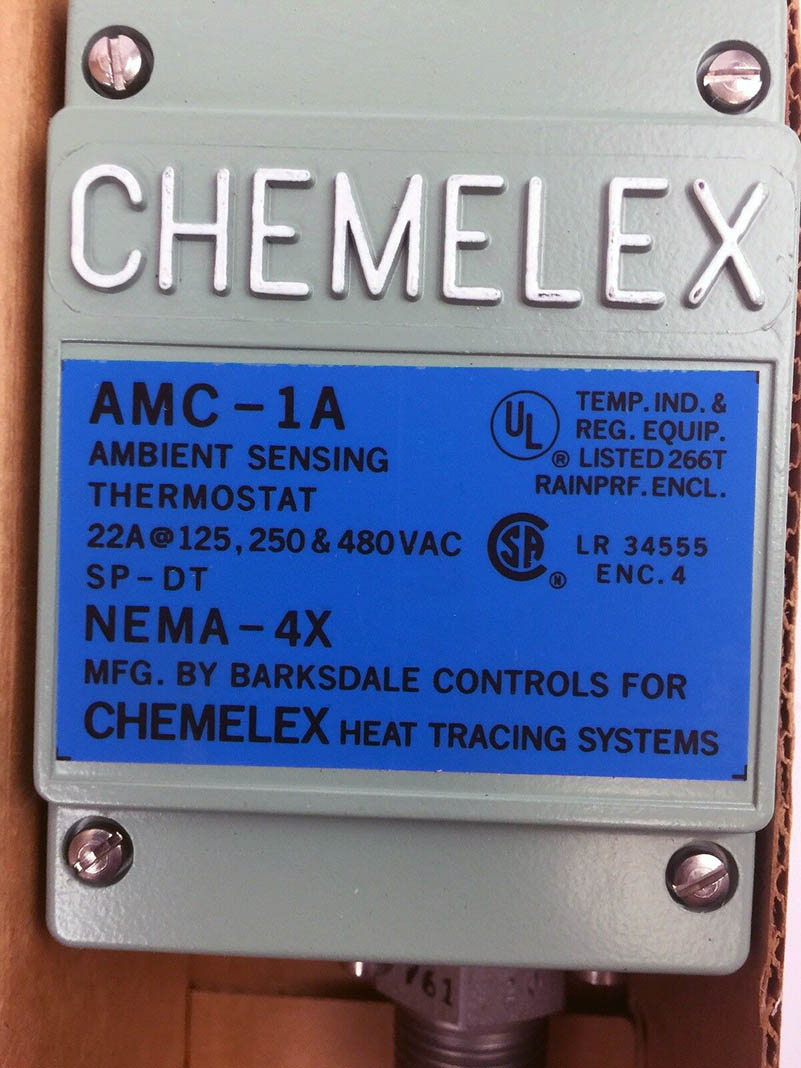 CHEMELEX
AMC-1A
AMBIENT SENSING
THERMOSTAT
22A@125, 250 & 480 VAC
SP-DT
NEMA-4X
MFG. BY BARKSDALE CONTROLS FOR
CHEMELEX HEAT TRACING SYSTEMS
UL ®
TEMP. IND. &
REG. EQUIP.
LISTED 266T
RAINPRF. ENCL.
SA Ⓝ
LR 34555
ENC. 4